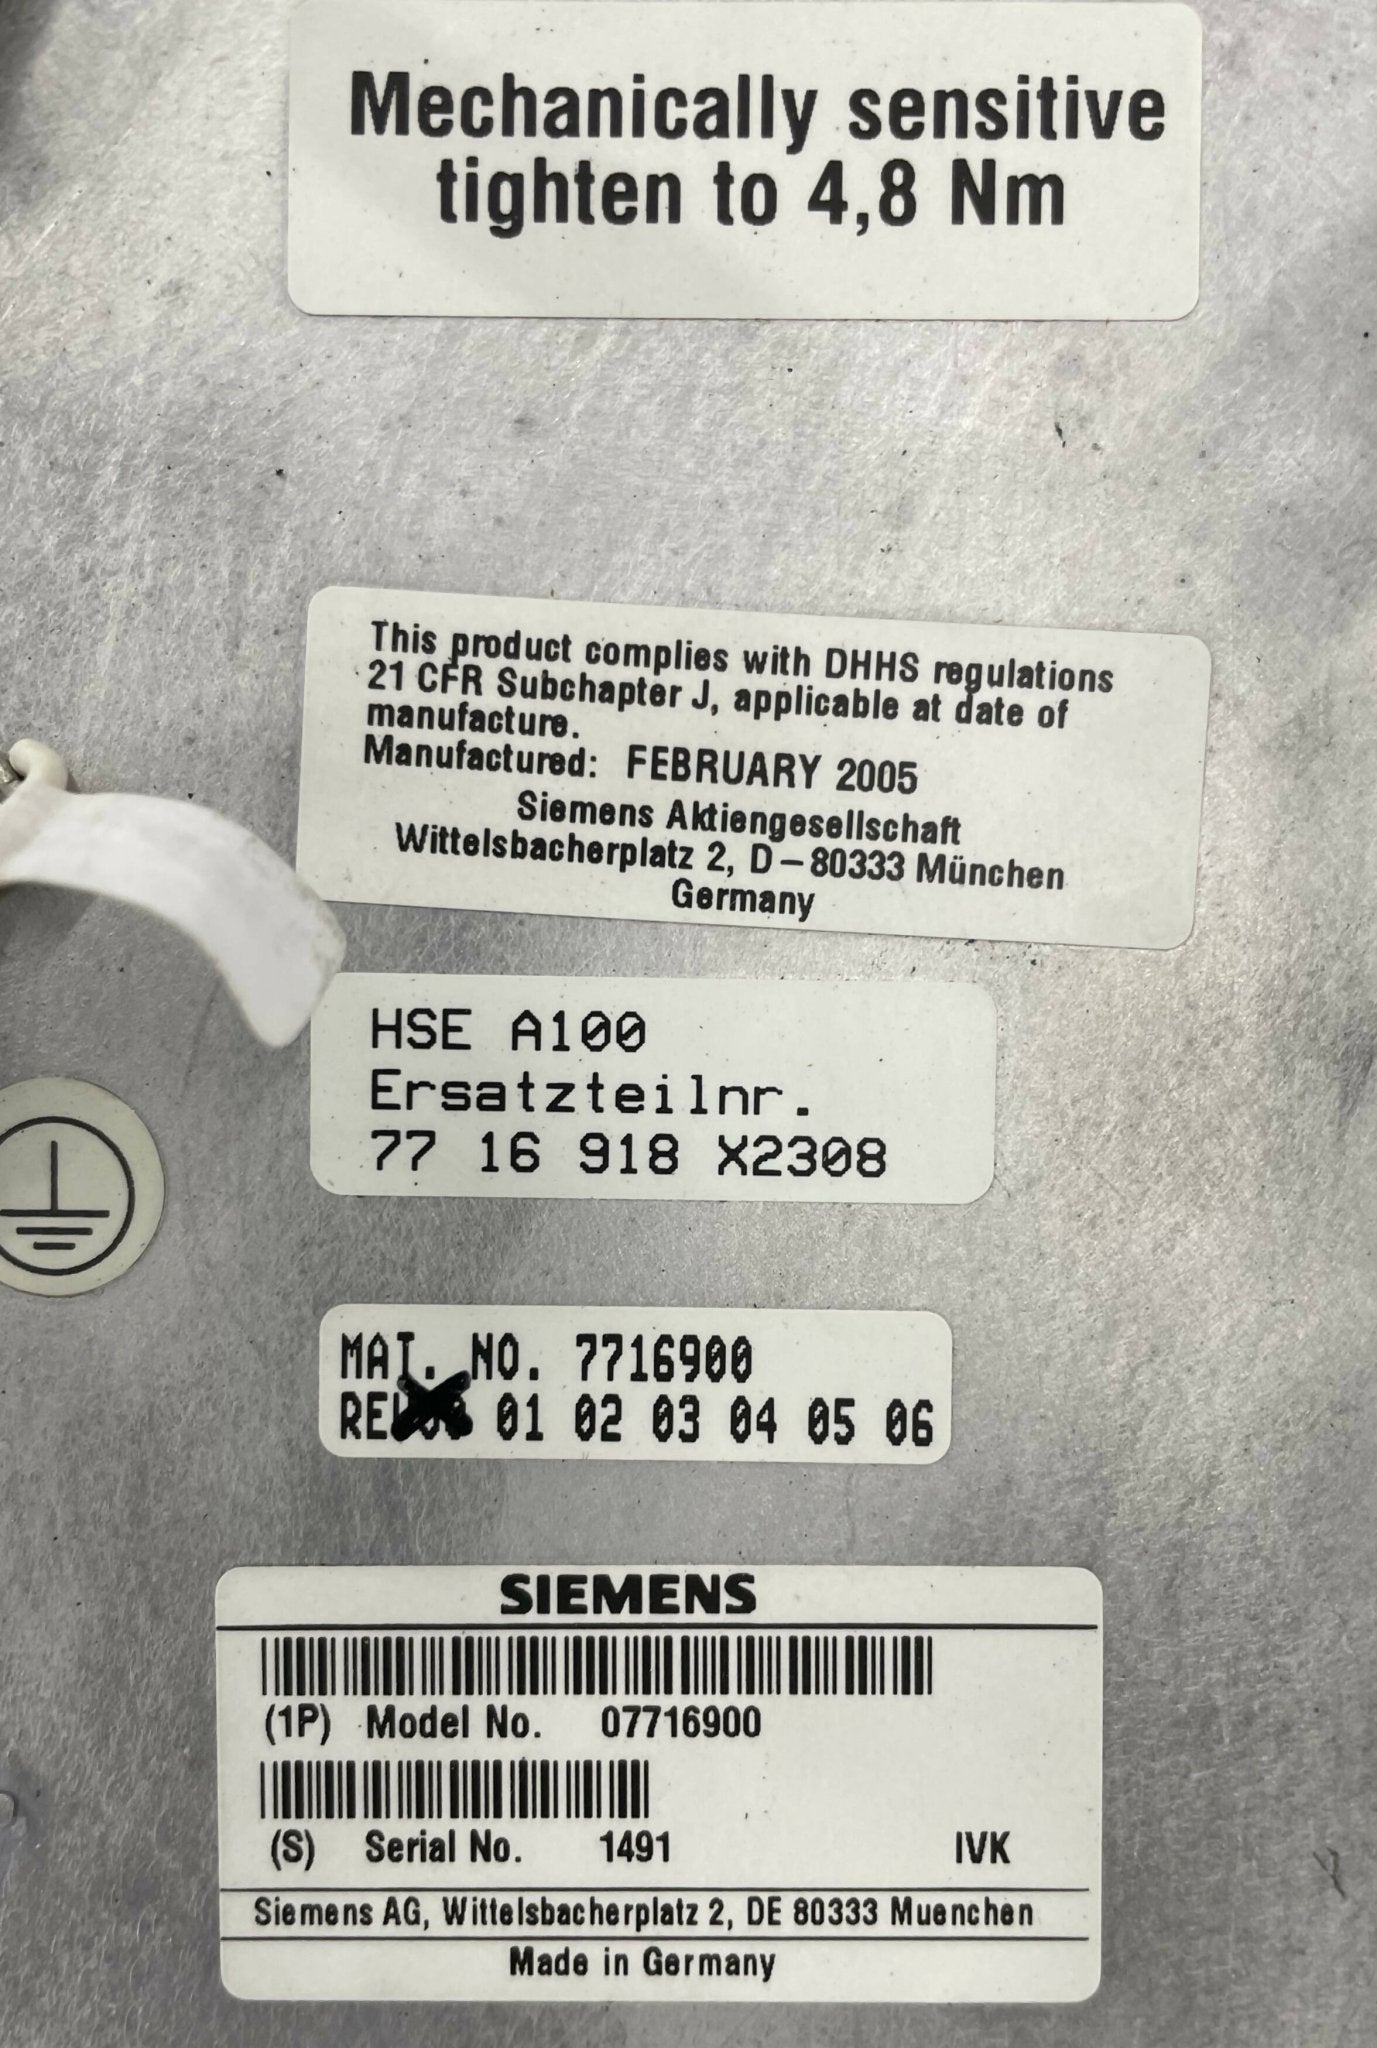 Mechanically sensitive
tighten to 4,8 Nm
This product complies with DHHS regulations
21 CFR Subchapter J, applicable at date of
manufacture.
Manufactured: FEBRUARY 2005
Siemens Aktiengesellschaft
Wittelsbacherplatz 2, D-80333 München
Germany
HSE A100
Ersatzteilnr.
77 16 918 X2308
MAT. NO. 7716900
01 02 03 04 05 06
SIEMENS
(1P) Model No. 07716900
(S) Serial No. 1491 IVK
Siemens AG, Wittelsbacherplatz 2, DE 80333 Muenchen
Made in Germany